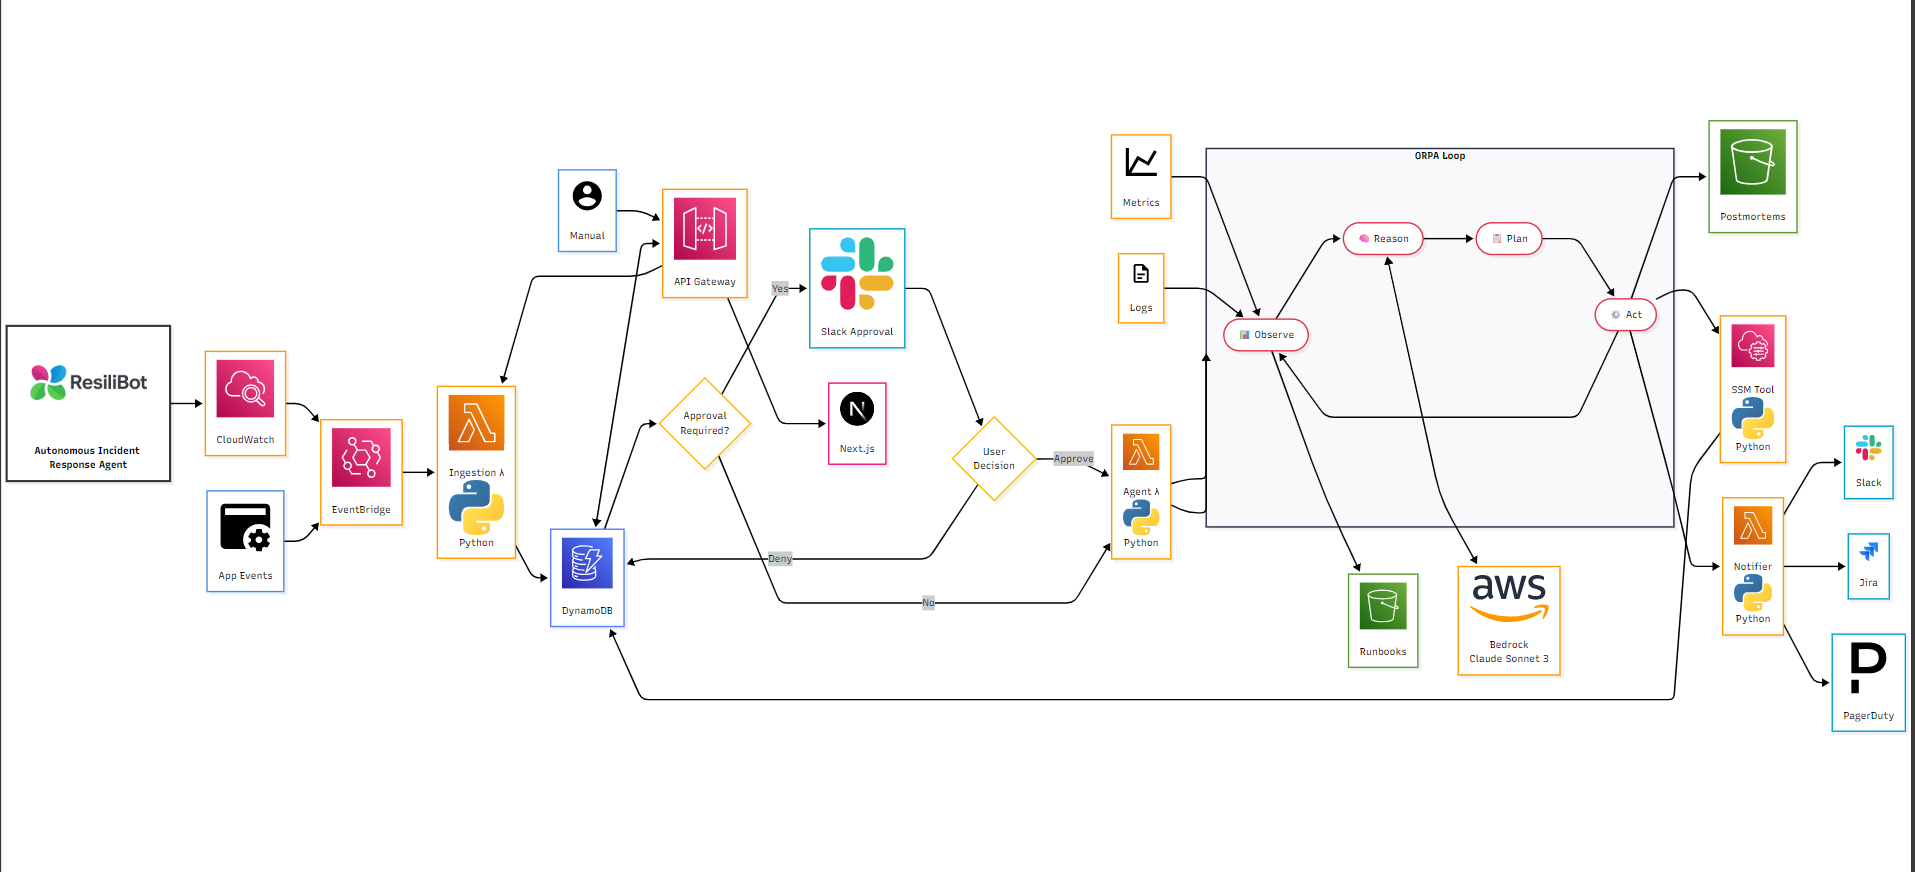 ResiliBot
Autonomous Incident
Response Agent
CloudWatch
App Events
EventBridge
Ingestion λ
Python
Manual
API Gateway
DynamoDB
Approval
Required?
Yes
Slack Approval
N
Next.js
Deny
No
User
Decision
Approve
Metrics
Logs
Agent λ
Python
ORPA Loop
Observe
Reason
Plan
Act
Runbooks
aws
Bedrock
Claude Sonnet 3
Postmortems
SSM Tool
Python
Notifier
Python
Slack
Jira
P
PagerDuty